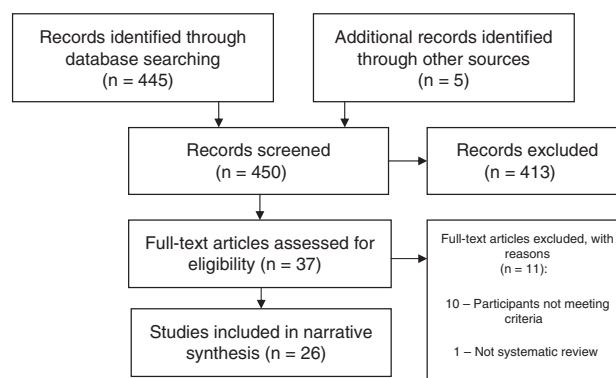 Records identified through
database searching
(n = 445)
Additional records identified
through other sources
(n = 5)
Records screened
(n = 450)
Records excluded
(n = 413)
Full-text articles assessed for
eligibility (n = 37)
Full-text articles excluded, with
reasons
(n = 11):
10 – Participants not meeting
criteria
1 – Not systematic review
Studies included in narrative
synthesis (n = 26)